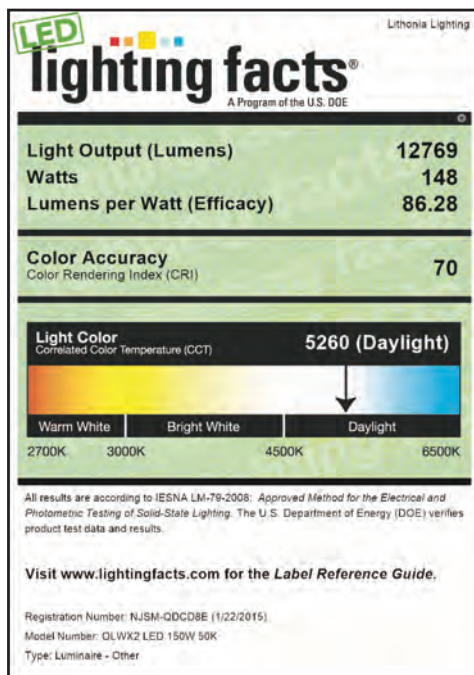 Lithonia Lighting
LED
lighting facts®
A Program of the U.S. DOE
Light Output (Lumens) 12769
Watts 148
Lumens per Watt (Efficacy) 86.28
Color Accuracy
Color Rendering Index (CRI) 70
Light Color
Correlated Color Temperature (CCT) 5260 (Daylight)
Warm White Bright White Daylight
2700K 3000K 4500K 6500K
All results are according to IESNA LM-79-2008: Approved Method for the Electrical and
Photometric Testing of Solid-State Lighting. The U.S. Department of Energy (DOE) verifies
product test data and results.
Visit www.lightingfacts.com for the Label Reference Guide.
Registration Number: NJSM-QDCD8E (1/22/2015)
Model Number: OLWX2 LED 150W 50K
Type: Luminaire - Other